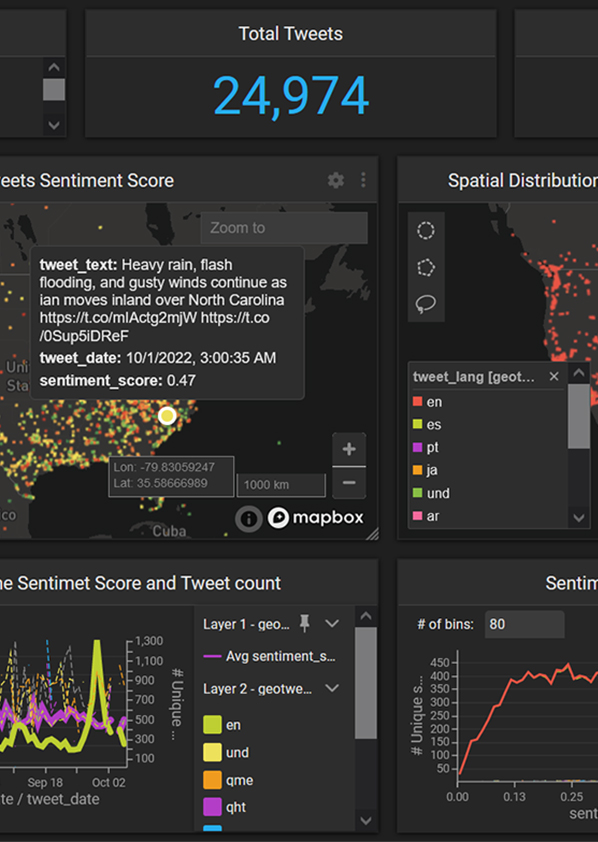 Total Tweets
24,974
eets Sentiment Score
Zoom to
tweet_text: Heavy rain, flash
flooding, and gusty winds continue as
ian moves inland over North Carolina
https://t.co/mIActg2mjW https://t.co
/0Sup5iDReF
tweet_date: 10/1/2022, 3:00:35 AM
sentiment_score: 0.47
Uni
Sta
Lon: -79.83059247
Lat: 35.58666989
1000 km
+
−
co
Cuba
i
mapbox
Spatial Distribution
tweet_lang [geot...
en
es
pt
ja
und
ar
ne Sentimet Score and Tweet count
1,300
1,100
900
700
500
300
100
# Unique ...
Sep 18
Oct 02
te / tweet_date
Layer 1 - geo...
Avg sentiment_s...
Layer 2 - geotwe...
en
und
qme
qht
Sentim
# of bins: 80
# Unique s...
450
400
350
300
250
200
150
100
50
0.00
0.13
0.25
sent